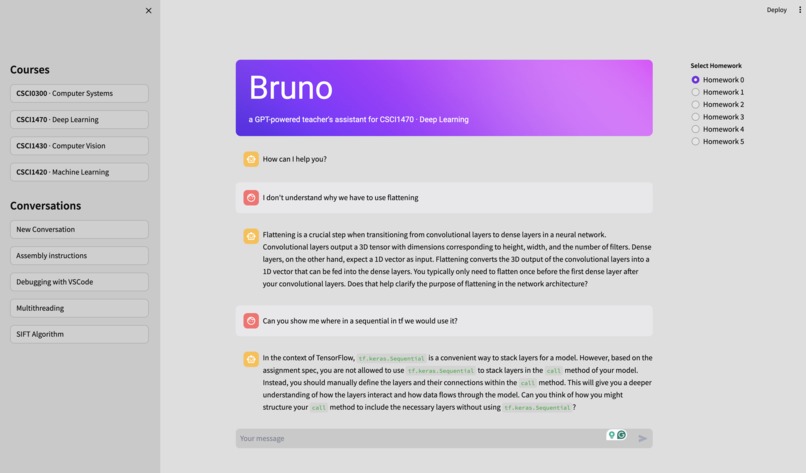 Deploy
Courses
CSCI0300 · Computer Systems
CSCI1470 · Deep Learning
CSCI1430 · Computer Vision
CSCI1420 · Machine Learning
Conversations
New Conversation
Assembly instructions
Debugging with VSCode
Multithreading
SIFT Algorithm
Bruno
a GPT-powered teacher's assistant for CSCI1470 · Deep Learning
How can I help you?
I don't understand why we have to use flattening
Flattening is a crucial step when transitioning from convolutional layers to dense layers in a neural network.
Convolutional layers output a 3D tensor with dimensions corresponding to height, width, and the number of filters. Dense
layers, on the other hand, expect a 1D vector as input. Flattening converts the 3D output of the convolutional layers into a
1D vector that can be fed into the dense layers. You typically only need to flatten once before the first dense layer after
your convolutional layers. Does that help clarify the purpose of flattening in the network architecture?
Can you show me where in a sequential in tf we would use it?
In the context of TensorFlow, tf.keras.Sequential is a convenient way to stack layers for a model. However, based on the
assignment spec, you are not allowed to use tf.keras.Sequential to stack layers in the call method of your model.
Instead, you should manually define the layers and their connections within the call method. This will give you a deeper
understanding of how the layers interact and how data flows through the model. Can you think of how you might
structure your call method to include the necessary layers without using tf.keras.Sequential ?
Your message
Select Homework
Homework 0
Homework 1
Homework 2
Homework 3
Homework 4
Homework 5